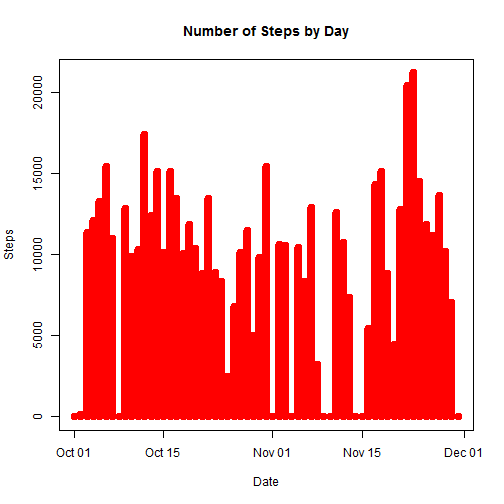 Number of Steps by Day
Steps
20000
15000
10000
5000
0
Oct 01 Oct 15 Nov 01 Nov 15 Dec 01
Date